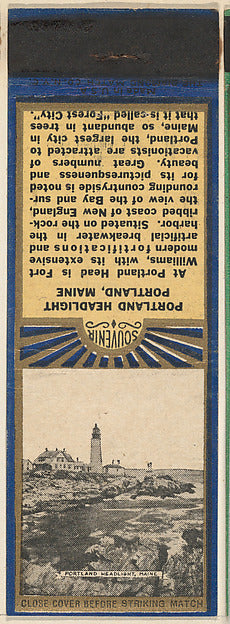 PORTLAND HEADLIGHT
PORTLAND, MAINE
At Portland Head is Fort
Williams, with its extensive
modern fortifications and
artificial breakwater in the
harbor. Situated on the rock-
ribbed coast of New England,
the view of the Bay and sur-
rounding countryside is noted
for its picturesqueness and
beauty. Great numbers of
vacationists are attracted to
Portland, the largest city in
Maine, so abundant in trees
that it is self-called "Forest City".
SOUVENIR
PORTLAND HEADLIGHT, MAINE
CLOSE COVER BEFORE STRIKING MATCH